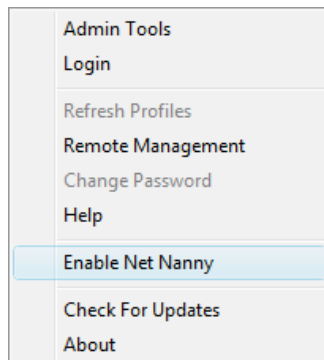 Admin Tools
Login
Refresh Profiles
Remote Management
Change Password
Help
Enable Net Nanny
Check For Updates
About